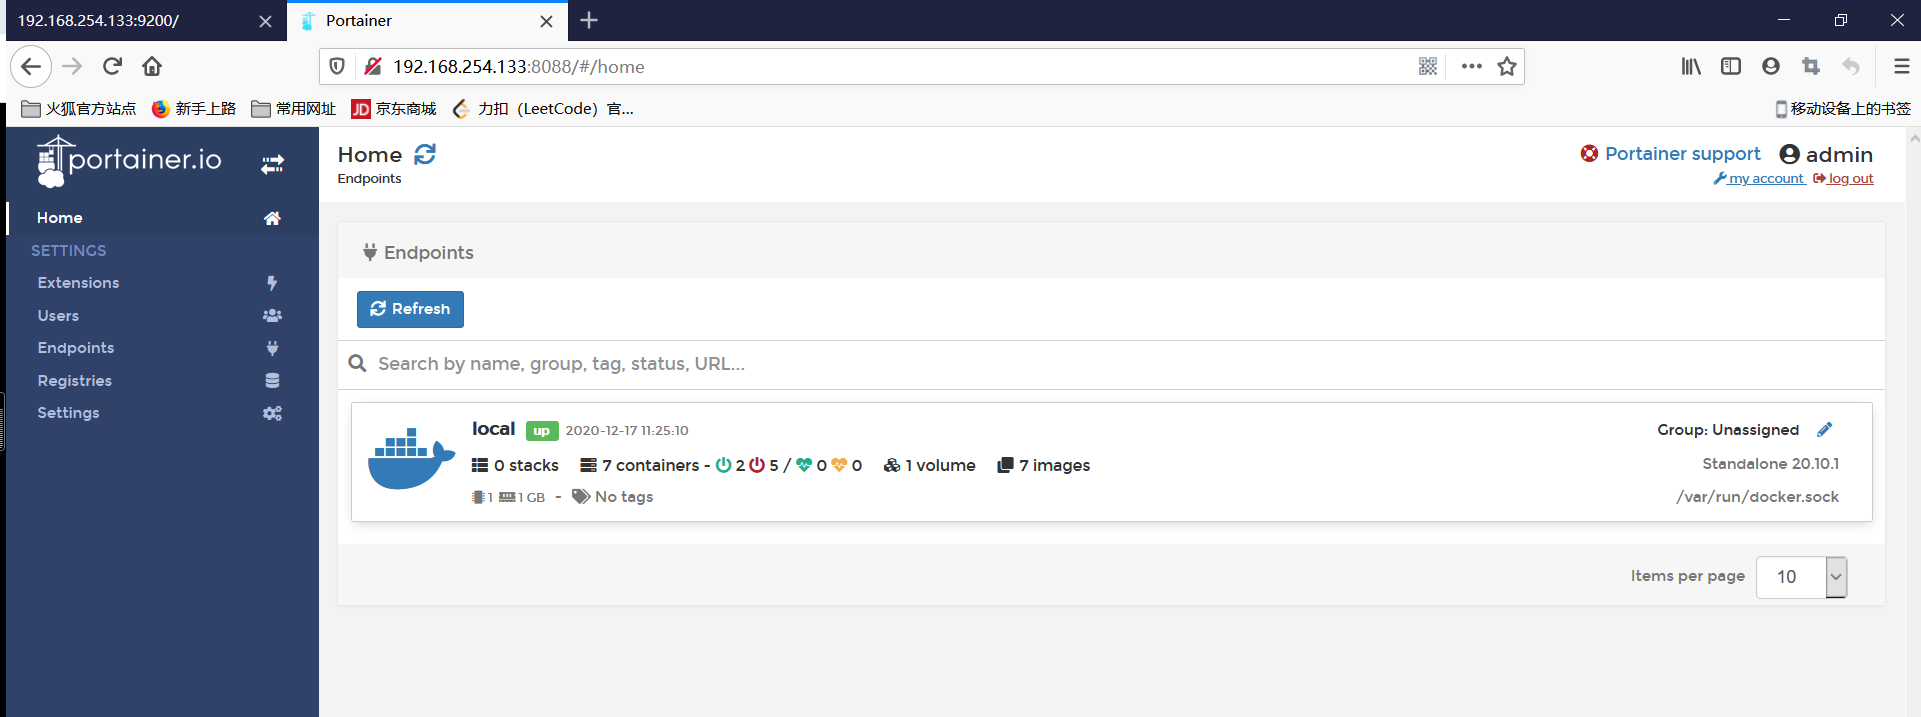 192.168.254.133:9200/
Portainer
192.168.254.133:8088/#/home
火狐官方站点 新手上路 常用网址 JD 京东商城 力扣（LeetCode）官... 移动设备上的书签
portainer.io
Home
SETTINGS
Extensions
Users
Endpoints
Registries
Settings
Home
Endpoints
Portainer support admin
my account log out
Endpoints
Refresh
Search by name, group, tag, status, URL...
local up 2020-12-17 11:25:10 Group: Unassigned
0 stacks 7 containers - 2 5 / 0 0 1 volume 7 images Standalone 20.10.1
1 1 GB - No tags /var/run/docker.sock
Items per page 10